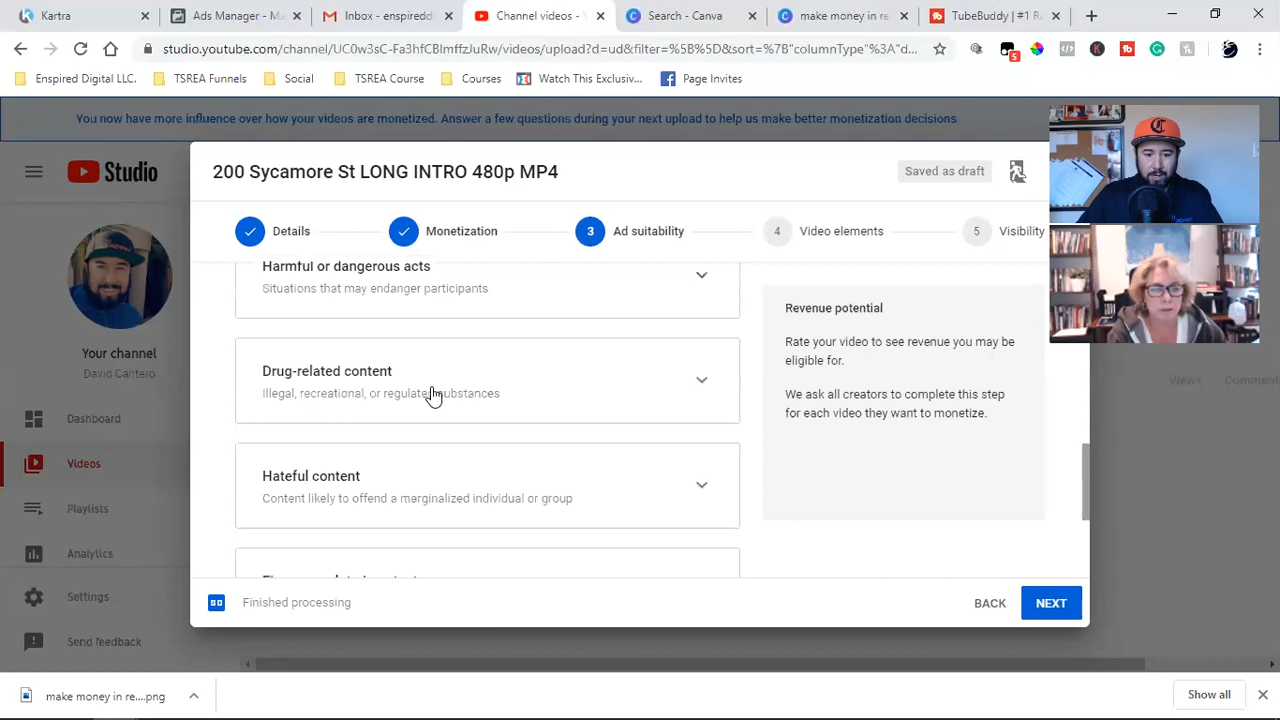 Kartra
Ads Manager - M
Inbox - enspireddi
Channel videos -
Search - Canva
make money in re
TubeBuddy | #1 R
studio.youtube.com/channel/UC0w3sC-Fa3hfCBlmffzJuRw/videos/upload?d=ud&filter=%5B%5D&sort=%7B"columnType"%3A"d...
5
Enspired Digital LLC.
TSREA Funnels
Social
TSREA Course
Courses
Watch This Exclusiv...
Page Invites
You now have more influence over how your videos are monetized. Answer a few questions during your next upload to help us make better monetization decisions.
Studio
Your channel
David Cantero
Dashboard
Videos
Playlists
Analytics
Settings
Send feedback
200 Sycamore St LONG INTRO 480p MP4
Saved as draft
Details
Monetization
3
Ad suitability
4
Video elements
5
Visibility
Harmful or dangerous acts
Situations that may endanger participants
Drug-related content
Illegal, recreational, or regulated substances
Hateful content
Content likely to offend a marginalized individual or group
Revenue potential
Rate your video to see revenue you may be
eligible for.
We ask all creators to complete this step
for each video they want to monetize.
Views
Comment
Finished processing
BACK
NEXT
make money in re....png
Show all